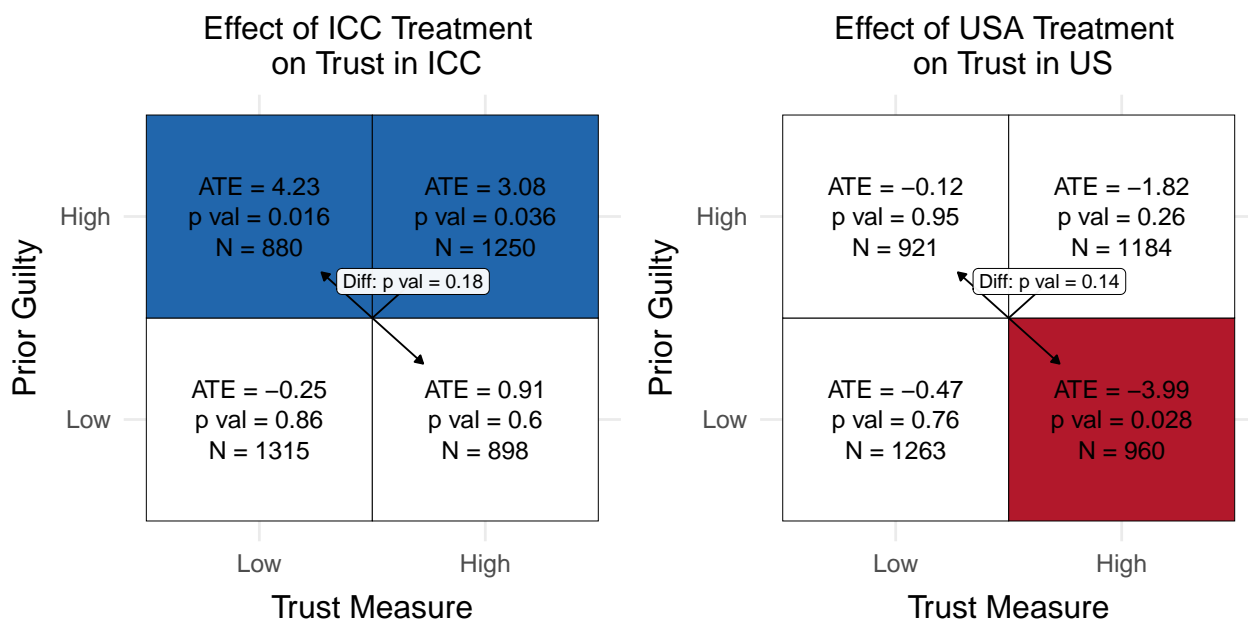 Effect of ICC Treatment
on Trust in ICC
Prior Guilty
High
Low
ATE = 4.23
p val = 0.016
N = 880
ATE = 3.08
p val = 0.036
N = 1250
Diff: p val = 0.18
ATE = −0.25
p val = 0.86
N = 1315
ATE = 0.91
p val = 0.6
N = 898
Low
High
Trust Measure
Effect of USA Treatment
on Trust in US
Prior Guilty
High
Low
ATE = −0.12
p val = 0.95
N = 921
ATE = −1.82
p val = 0.26
N = 1184
Diff: p val = 0.14
ATE = −0.47
p val = 0.76
N = 1263
ATE = −3.99
p val = 0.028
N = 960
Low
High
Trust Measure